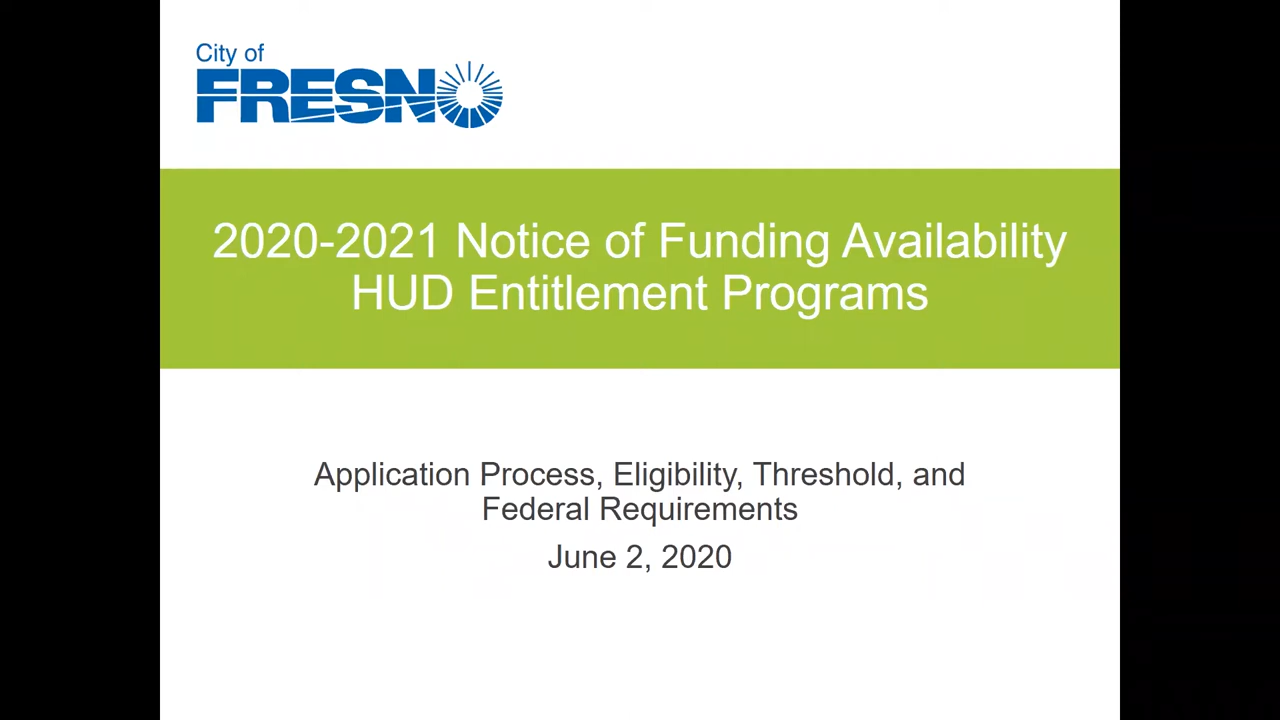 City of
FRESNO
2020-2021 Notice of Funding Availability
HUD Entitlement Programs
Application Process, Eligibility, Threshold, and
Federal Requirements
June 2, 2020